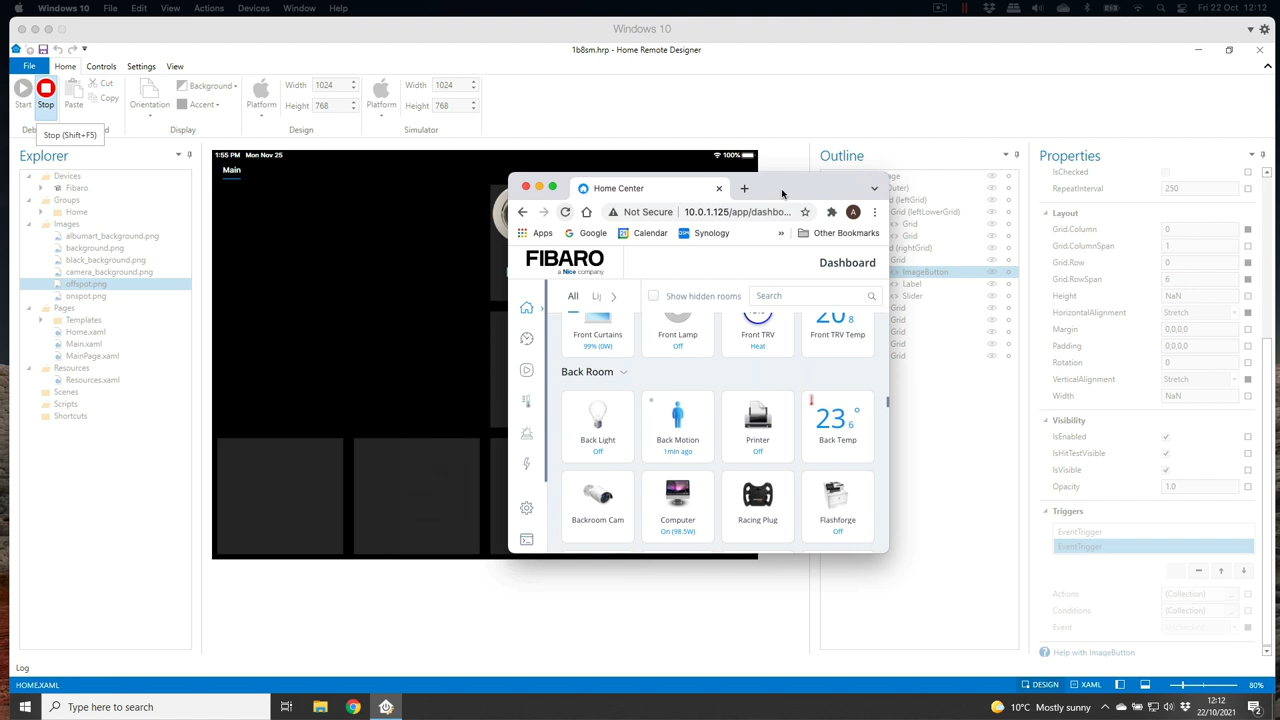 Windows 10 File Edit View Actions Devices Window Help Fri 22 Oct 12:12
Windows 10
1b8sm.hrp - Home Remote Designer
File Home Controls Settings View
Cut
Copy
Background
Accent
Width 1024
Height 768
Width 1024
Height 768
Start Stop Paste Orientation Platform Platform
Display Design Simulator
Stop (Shift+F5)
Explorer
Devices
Fibaro
Groups
Home
Images
albumart_background.png
background.png
black_background.png
camera_background.png
offspot.png
onspot.png
Pages
Templates
Home.xaml
Main.xaml
MainPage.xaml
Resources
Resources.xaml
Scenes
Scripts
Shortcuts
1:55 PM Mon Nov 25 100%
Main
Home Center
Not Secure 10.0.1.125/app/dashbo...
A
Apps Google Calendar Synology » Other Bookmarks
FIBARO
a Nice company
Dashboard
All Show hidden rooms Search
Front Curtains
99% (0W)
Front Lamp
Off
Front TRV
Heat
Front TRV Temp
Back Room
Back Light
Off
Back Motion
1min ago
Printer
Off
23 6 °
Back Temp
Backroom Cam
Computer
On (98.5W)
Racing Plug
Flashforge
Off
Outline
(leftGrid)
(leftLowerGrid)
Grid
Grid
(rightGrid)
Grid
ImageButton
Label
Slider
Grid
Grid
Grid
Grid
Properties
IsChecked
RepeatInterval 250
Layout
Grid.Column 0
Grid.ColumnSpan 1
Grid.Row 0
Grid.RowSpan 6
Height NaN
HorizontalAlignment Stretch
Margin 0,0,0,0
Padding 0,0,0,0
Rotation 0
VerticalAlignment Stretch
Width NaN
Visibility
IsEnabled
IsHitTestVisible
IsVisible
Opacity 1.0
Triggers
EventTrigger
EventTrigger
Actions (Collection)
Conditions (Collection)
Event
Help with ImageButton
Log
HOME.XAML DESIGN XAML 80%
Type here to search 10°C Mostly sunny 12:12
22/10/2021
2